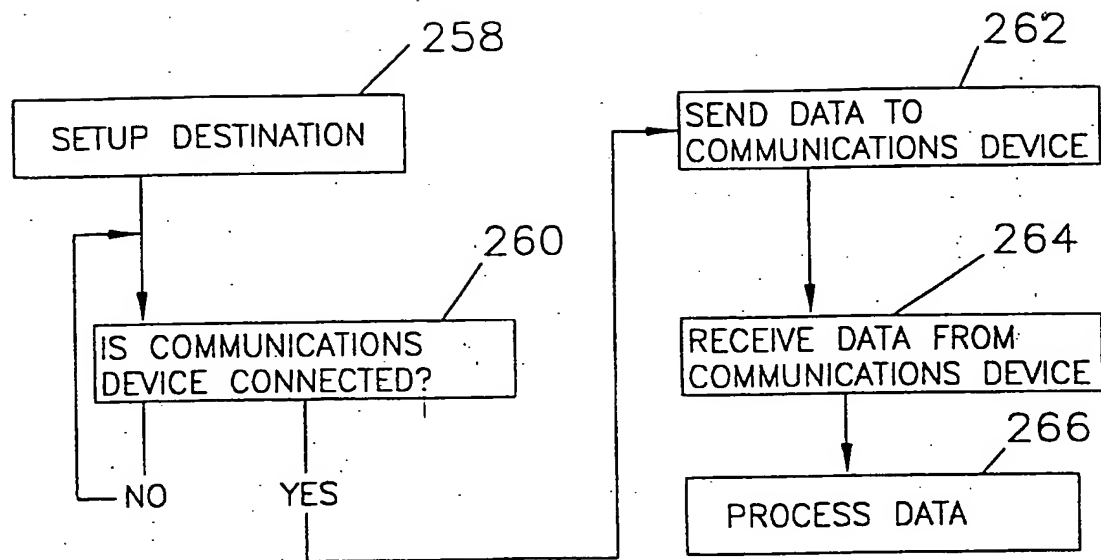 258
SETUP DESTINATION
260
IS COMMUNICATIONS
DEVICE CONNECTED?
NO
YES
262
SEND DATA TO
COMMUNICATIONS DEVICE
264
RECEIVE DATA FROM
COMMUNICATIONS DEVICE
266
PROCESS DATA